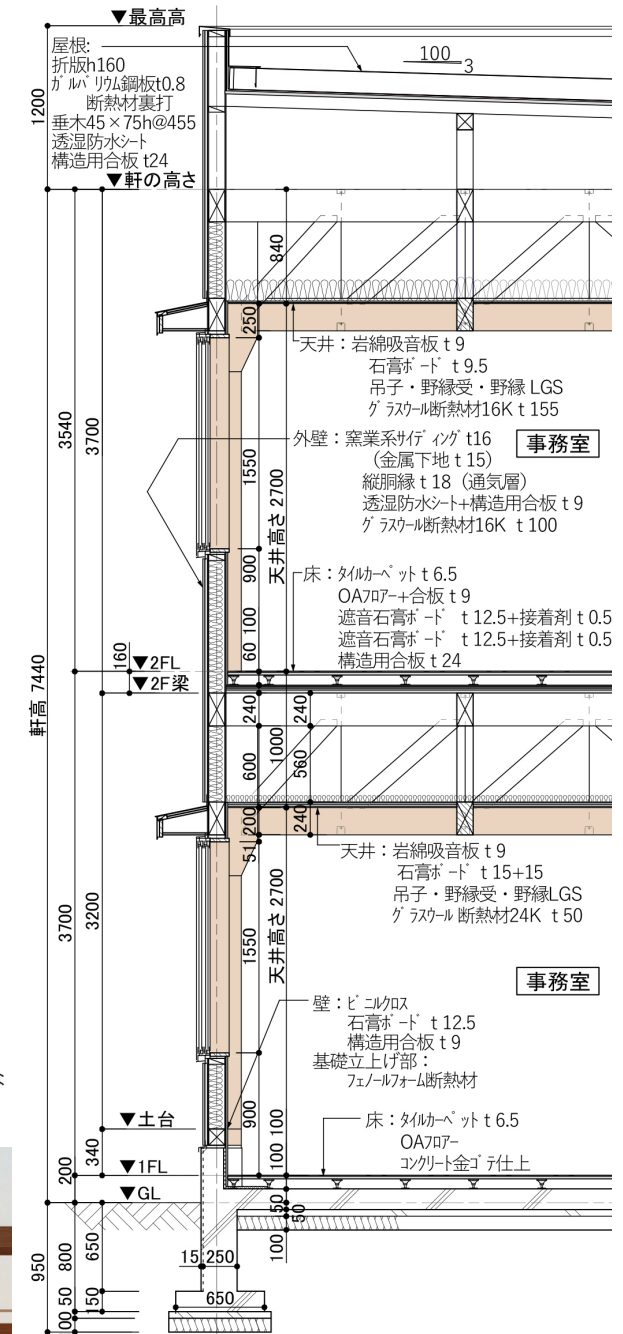 ▼最高高
屋根:
折版h160
ガルバリウム鋼板t0.8
断熱材裏打
垂木45×75h@455
透湿防水シート
構造用合板 t24
100
3
1200
▼軒の高さ
840
250
天井：岩綿吸音板 t 9
石膏ボード t 9.5
吊子・野縁受・野縁 LGS
グラスウール断熱材16K t 155
外壁：窯業系サイディング t16
（金属下地 t 15）
縦胴縁 t 18（通気層）
透湿防水シート+構造用合板 t 9
グラスウール断熱材16K t 100
事務室
3540
3700
1550
天井高さ 2700
900
60 100
床：タイルカーペット t 6.5
OAフロアー+合板 t 9
遮音石膏ボード t 12.5+接着剤 t 0.5
遮音石膏ボード t 12.5+接着剤 t 0.5
構造用合板 t 24
160
▼2FL
▼2F梁
軒高 7440
240
240
600
1000
560
200
240
51
天井：岩綿吸音板 t 9
石膏ボード t 15+15
吊子・野縁受・野縁LGS
グラスウール 断熱材24K t 50
3700
3200
1550
天井高さ 2700
事務室
壁：ビニルクロス
石膏ボード t 12.5
構造用合板 t 9
基礎立上げ部：
フェノールフォーム断熱材
900
100 100
床：タイルカーペット t 6.5
OAフロアー
コンクリート金ゴテ仕上
▼土台
340
▼1FL
200
▼GL
50
50
100
950
800
650
15 250
650
50
150